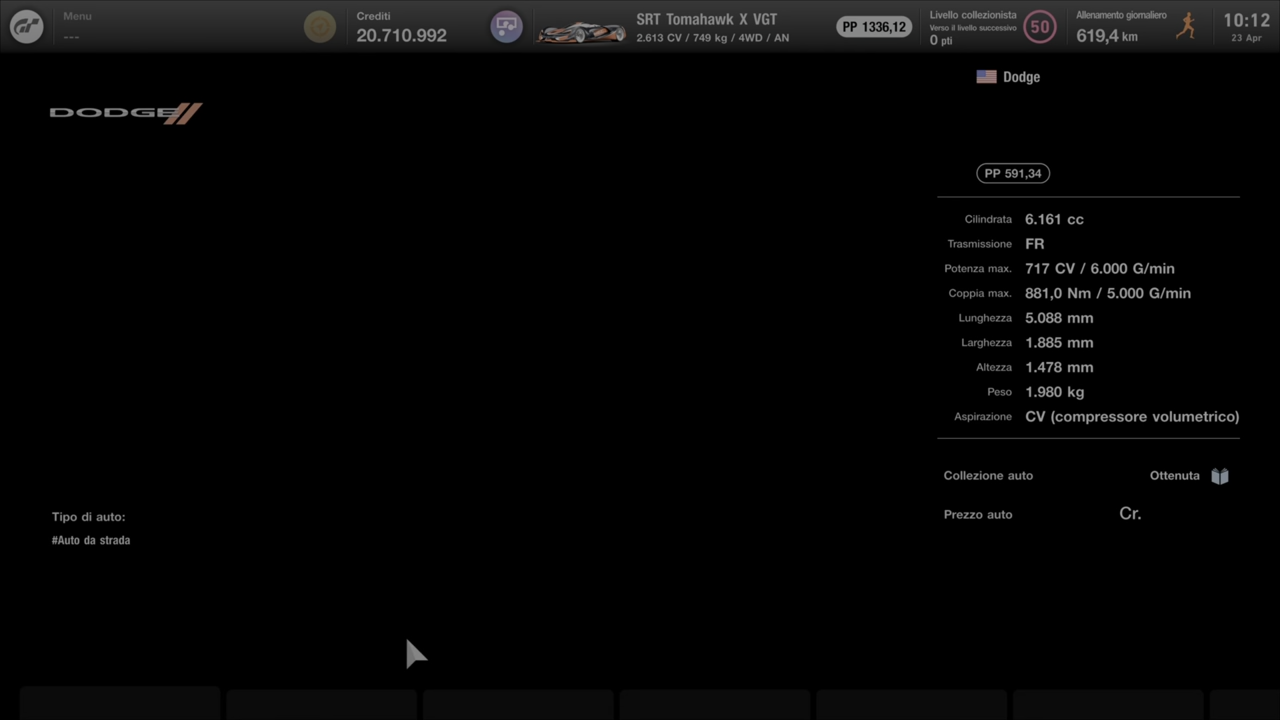 Menu
---
Crediti
20.710.992
SRT Tomahawk X VGT
2.613 CV / 749 kg / 4WD / AN
PP 1336,12
Livello collezionista
Verso il livello successivo
0 pti
50
Allenamento giornaliero
619,4 km
10:12
23 Apr
DODGE
Dodge
PP 591,34
Cilindrata 6.161 cc
Trasmissione FR
Potenza max. 717 CV / 6.000 G/min
Coppia max. 881,0 Nm / 5.000 G/min
Lunghezza 5.088 mm
Larghezza 1.885 mm
Altezza 1.478 mm
Peso 1.980 kg
Aspirazione CV (compressore volumetrico)
Collezione auto Ottenuta
Prezzo auto Cr.
Tipo di auto:
#Auto da strada